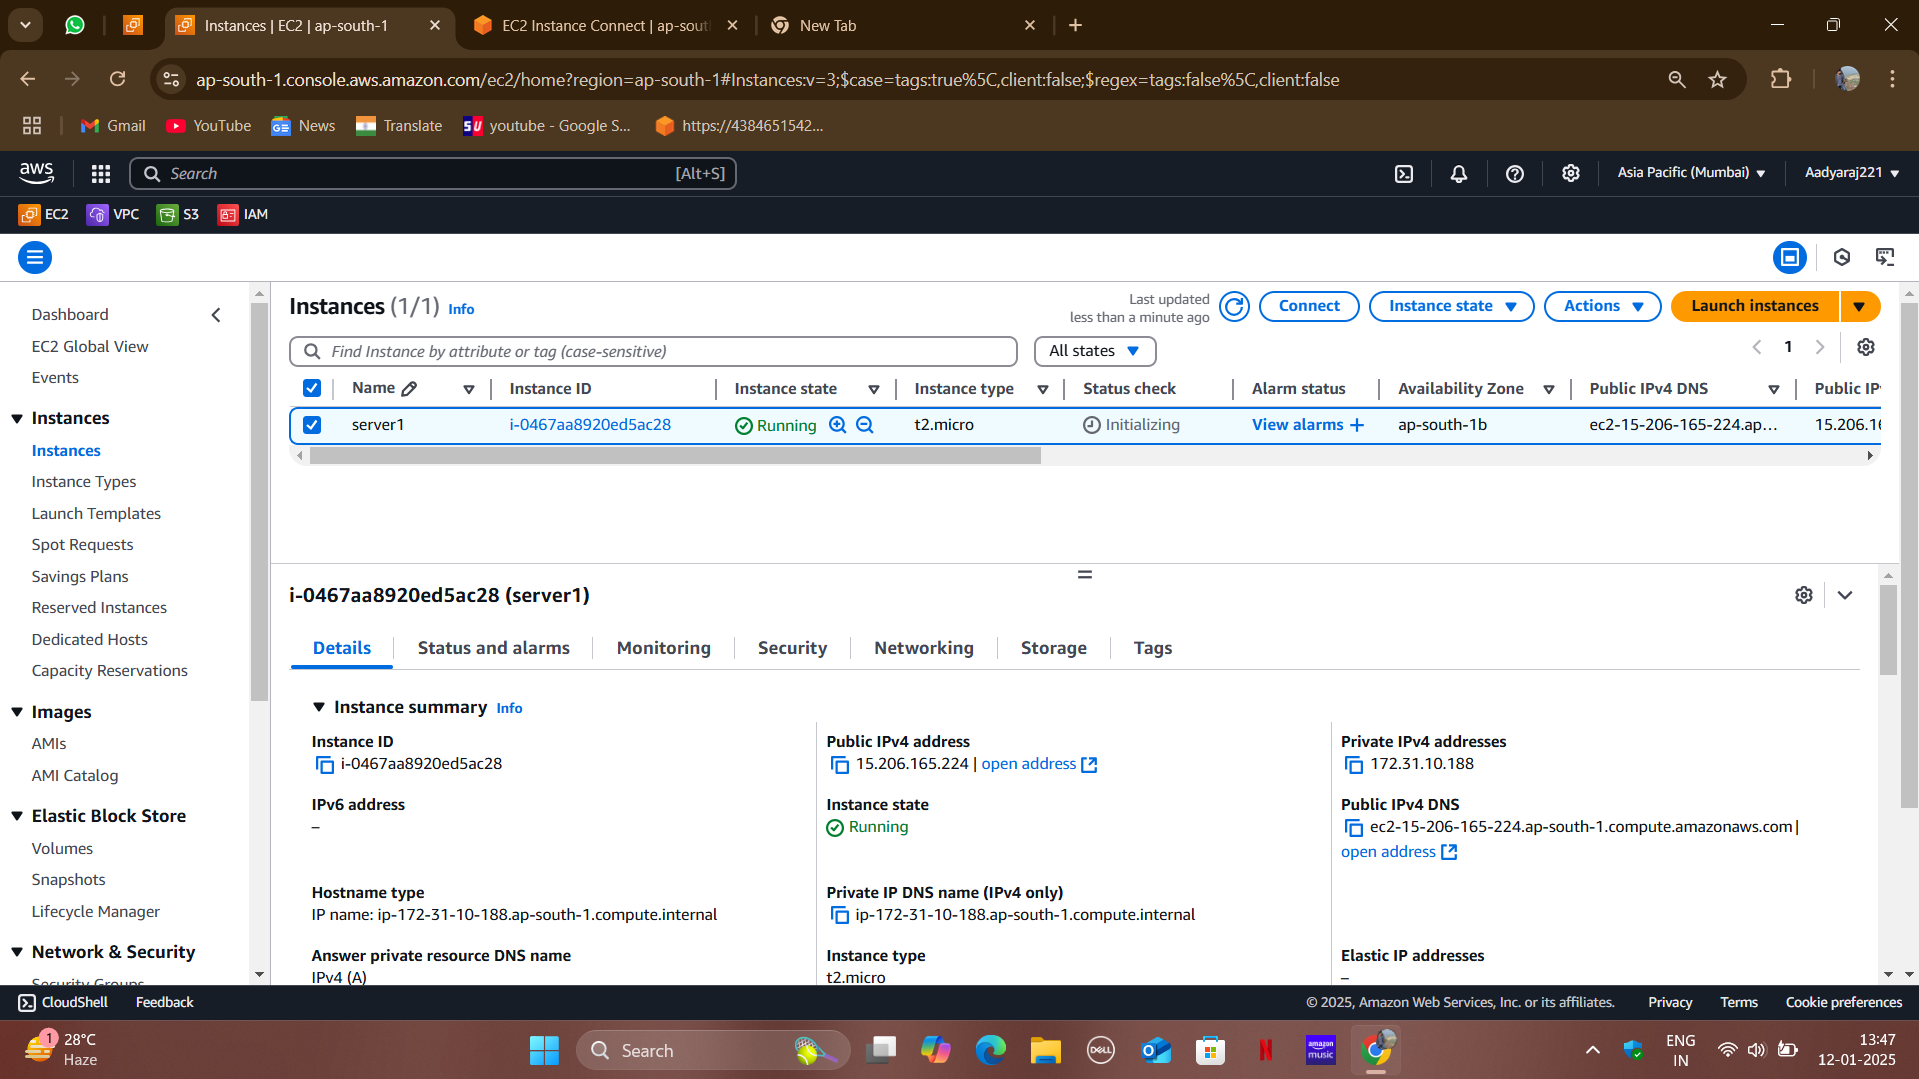 Instances | EC2 | ap-south-1
EC2 Instance Connect | ap-sout
New Tab
ap-south-1.console.aws.amazon.com/ec2/home?region=ap-south-1#Instances:v=3;$case=tags:true%5C,client:false;$regex=tags:false%5C,client:false
Gmail
YouTube
News
Translate
youtube - Google S...
https://4384651542...
aws
Search
[Alt+S]
Asia Pacific (Mumbai)
Aadyaraj221
EC2
VPC
S3
IAM
Dashboard
EC2 Global View
Events
Instances
Instances
Instance Types
Launch Templates
Spot Requests
Savings Plans
Reserved Instances
Dedicated Hosts
Capacity Reservations
Images
AMIs
AMI Catalog
Elastic Block Store
Volumes
Snapshots
Lifecycle Manager
Network & Security
Security Groups
Instances (1/1) Info
Last updated
less than a minute ago
Connect
Instance state
Actions
Launch instances
Find Instance by attribute or tag (case-sensitive)
All states
1
Name
Instance ID
Instance state
Instance type
Status check
Alarm status
Availability Zone
Public IPv4 DNS
Public IP
server1
i-0467aa8920ed5ac28
Running
t2.micro
Initializing
View alarms +
ap-south-1b
ec2-15-206-165-224.ap...
15.206.16
i-0467aa8920ed5ac28 (server1)
Details
Status and alarms
Monitoring
Security
Networking
Storage
Tags
Instance summary Info
Instance ID
i-0467aa8920ed5ac28
Public IPv4 address
15.206.165.224 | open address
Private IPv4 addresses
172.31.10.188
IPv6 address
–
Instance state
Running
Public IPv4 DNS
ec2-15-206-165-224.ap-south-1.compute.amazonaws.com |
open address
Hostname type
IP name: ip-172-31-10-188.ap-south-1.compute.internal
Private IP DNS name (IPv4 only)
ip-172-31-10-188.ap-south-1.compute.internal
Answer private resource DNS name
IPv4 (A)
Instance type
t2.micro
Elastic IP addresses
–
CloudShell
Feedback
© 2025, Amazon Web Services, Inc. or its affiliates.
Privacy
Terms
Cookie preferences
1
28°C
Haze
Search
DELL
amazon
music
ENG
IN
13:47
12-01-2025